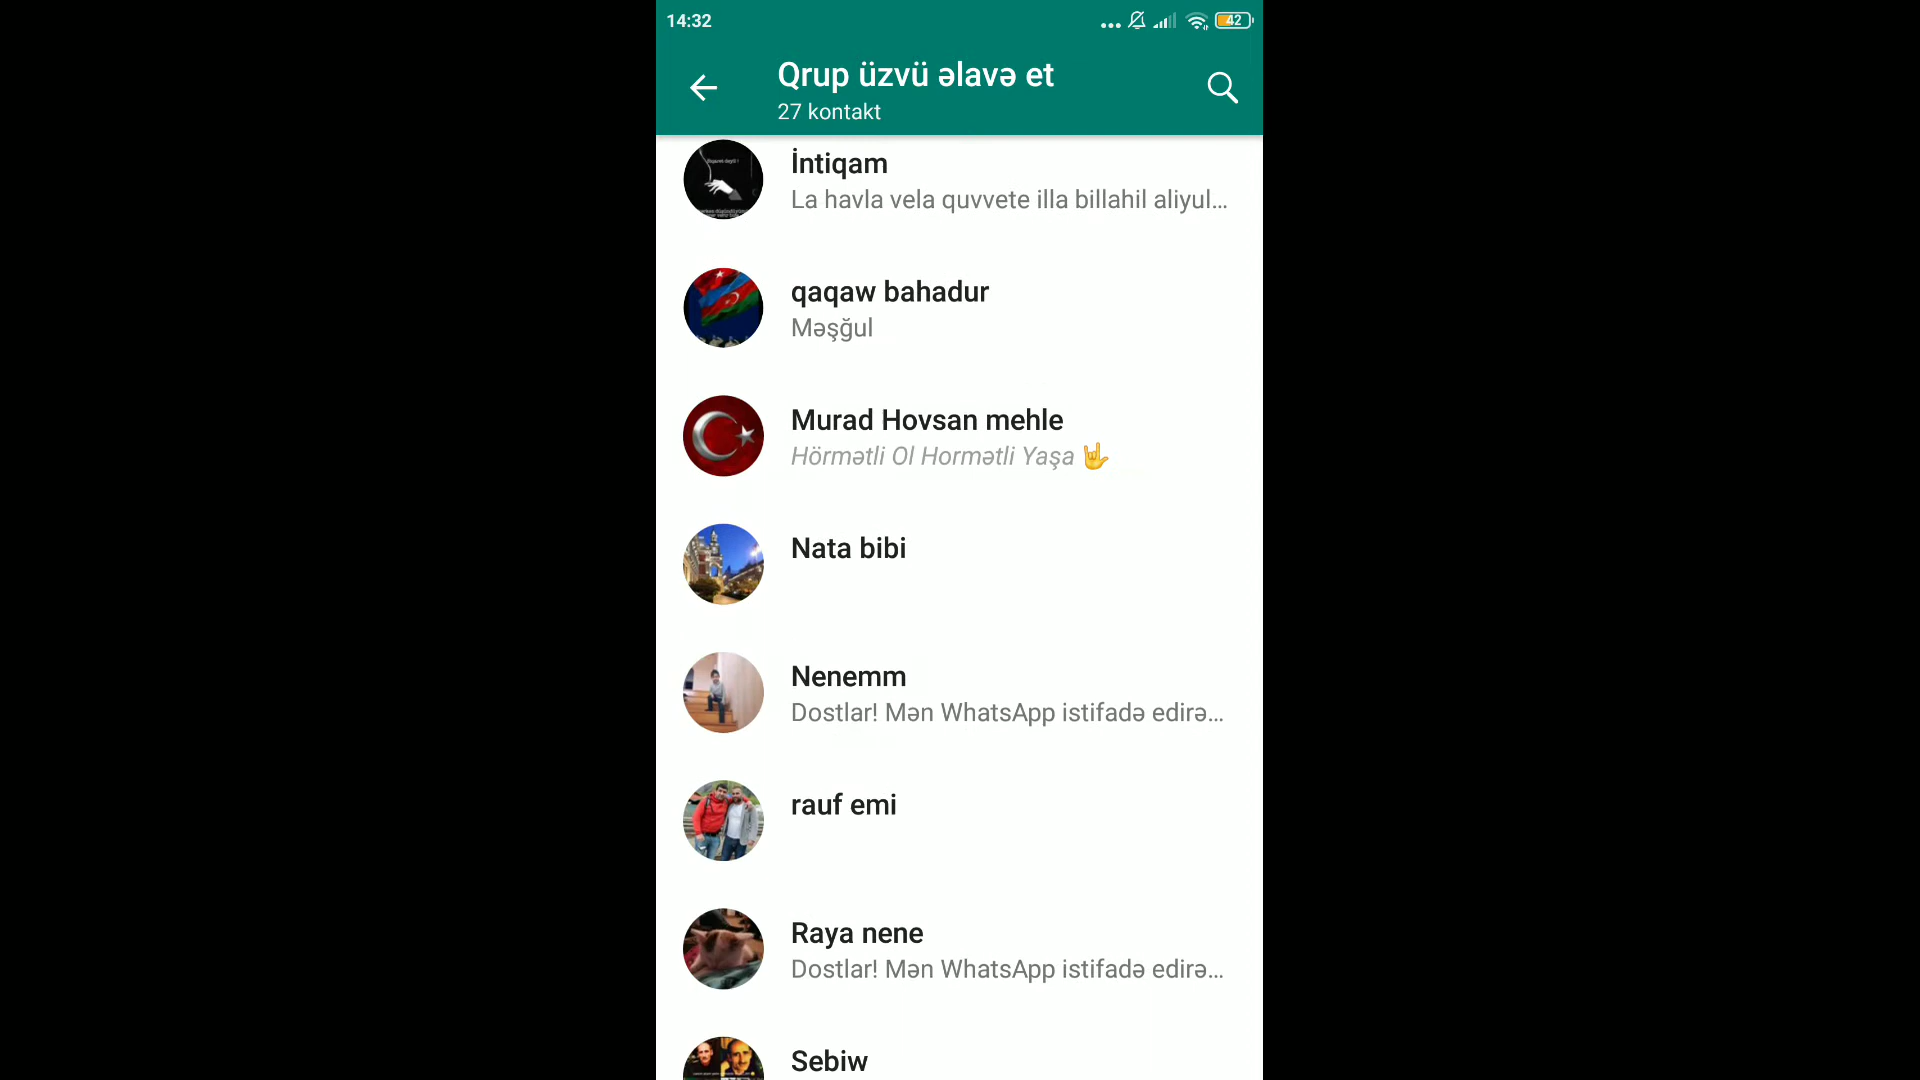 14:32
42
Qrup üzvü əlavə et
27 kontakt
İntiqam
La havla vela quvvete illa billahil aliyul...
qaqaw bahadur
Məşğul
Murad Hovsan mehle
Hörmətli Ol Hormətli Yaşa 🤟
Nata bibi
Nenemm
Dostlar! Mən WhatsApp istifadə edirə...
rauf emi
Raya nene
Dostlar! Mən WhatsApp istifadə edirə...
Sebiw